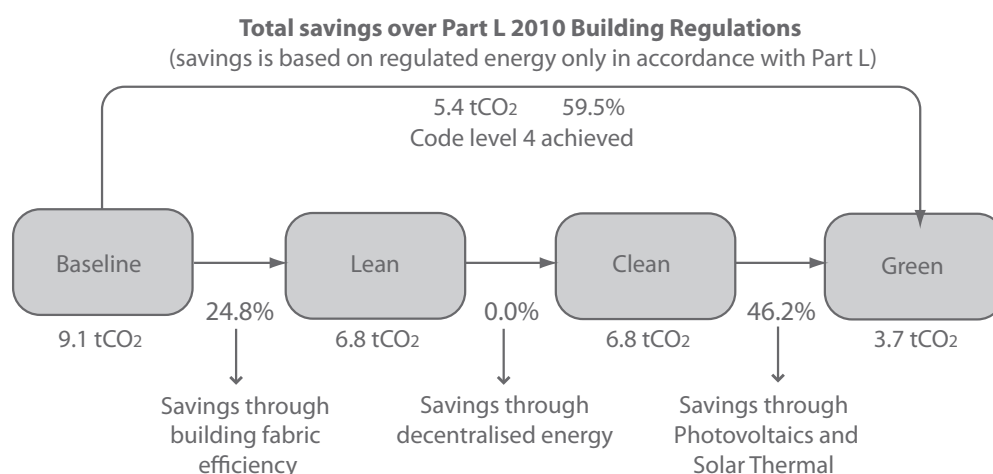 Total savings over Part L 2010 Building Regulations
(savings is based on regulated energy only in accordance with Part L)
5.4 tCO2 59.5%
Code level 4 achieved
Baseline
Lean
Clean
Green
24.8%
0.0%
46.2%
9.1 tCO2
6.8 tCO2
6.8 tCO2
3.7 tCO2
Savings through
building fabric
efficiency
Savings through
decentralised energy
Savings through
Photovoltaics and
Solar Thermal